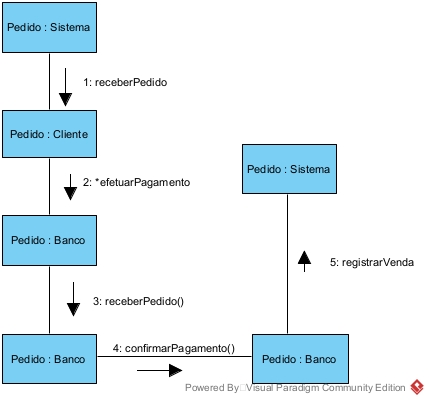 Pedido : Sistema
1: receberPedido
Pedido : Cliente
2: *efetuarPagamento
Pedido : Sistema
Pedido : Banco
5: registrarVenda
3: receberPedido()
4: confirmarPagamento()
Pedido : Banco
Pedido : Banco
Powered By Visual Paradigm Community Edition